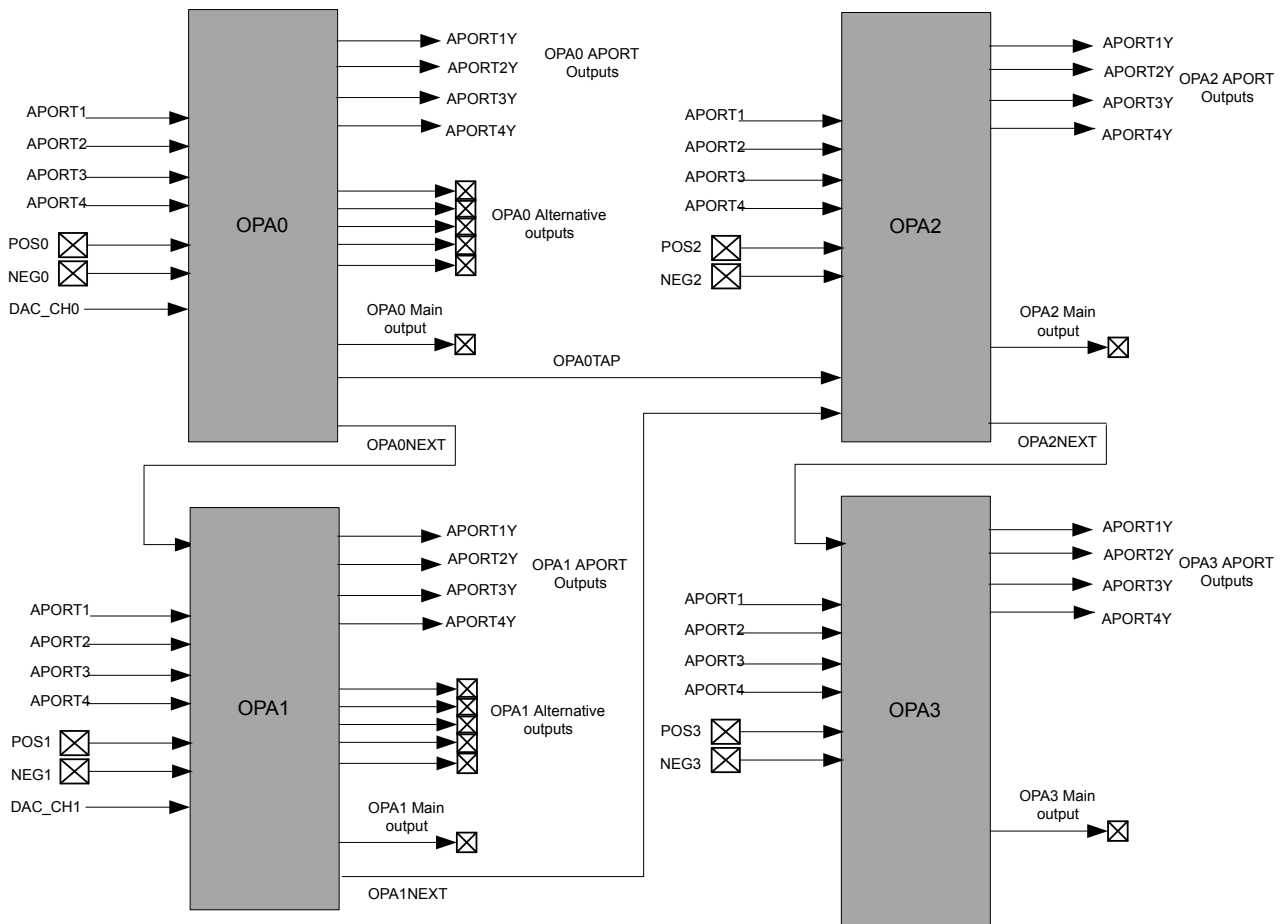 APORT1Y
APORT2Y
APORT3Y
APORT4Y
OPA0 APORT
Outputs
APORT1
APORT2
APORT3
APORT4
POS0
NEG0
DAC_CH0
OPA0
OPA0 Alternative
outputs
OPA0 Main
output
OPA0TAP
OPA0NEXT
APORT1Y
APORT2Y
APORT3Y
APORT4Y
OPA2 APORT
Outputs
APORT1
APORT2
APORT3
APORT4
POS2
NEG2
OPA2
OPA2 Main
output
OPA2NEXT
APORT1Y
APORT2Y
APORT3Y
APORT4Y
OPA1 APORT
Outputs
APORT1
APORT2
APORT3
APORT4
POS1
NEG1
DAC_CH1
OPA1
OPA1 Alternative
outputs
OPA1 Main
output
OPA1NEXT
APORT1Y
APORT2Y
APORT3Y
APORT4Y
OPA3 APORT
Outputs
APORT1
APORT2
APORT3
APORT4
POS3
NEG3
OPA3
OPA3 Main
output